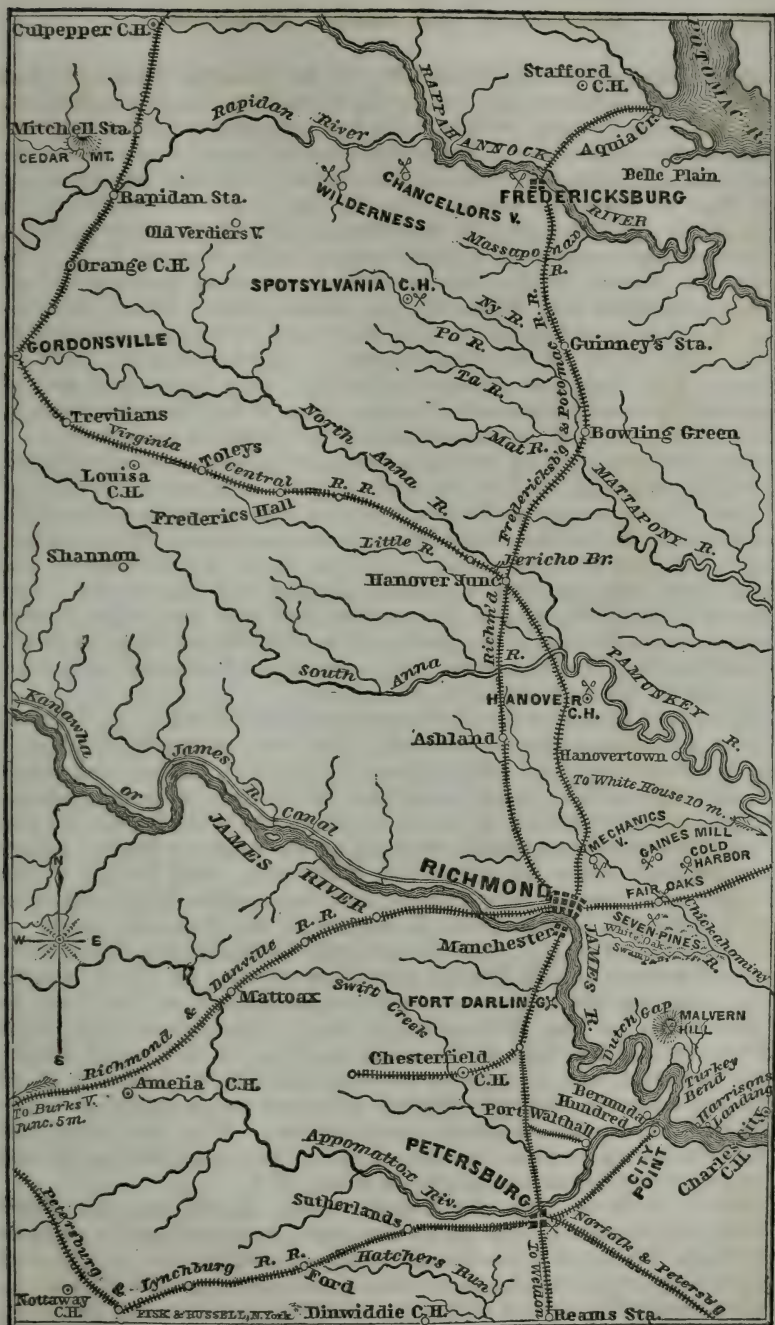 Culpepper C.H.
Stafford
C.H.
POTOMAC R.
RAPPAHANNOCK
Rapidan River
Mitchell Sta.
CEDAR MT.
Aquia Cr.
Belle Plain
WILDERNESS
CHANCELLORS V.
FREDERICKSBURG
Rapidan Sta.
RIVER
Old Verdiers V.
Massaponax
R.
Orange C.H.
SPOTSYLVANIA C.H.
Ny R.
R. R.
GORDONSVILLE
Po R.
Guinney's Sta.
Ta R.
& Potomac
Trevilians
North Anna R.
Mat R.
Bowling Green
Virginia
Toleys
Central
R. R.
Louisa
C.H.
Fredericsb'g
MATTAPONY R.
Frederics Hall
Little R.
Shannon
Jericho Br.
Hanover Junc
Richm'd
South Anna R.
PAMUNKEY
R.
HANOVER
C.H.
Kanawha
or
James
R.
Canal
Ashland
Hanovertown
To White House 10 m.
MECHANICS
V.
GAINES MILL
COLD
HARBOR
JAMES
RIVER
RICHMOND
FAIR OAKS
N
W
E
S
SEVEN PINES
White Oak
Swamp
Chickahominy
R.
Manchester
JAMES R.
Richmond & Danville R.R.
Mattoax
Swift
Creek
FORT DARLING
Dutch Gap
MALVERN
HILL
Chesterfield
C.H.
Turkey
Bend
To Burks V.
Junc. 5 m.
Amelia C.H.
Bermuda
Hundred
Harrisons
Landing
Port Walthall
Charles City
C.H.
Appomattox Riv.
PETERSBURG
CITY
POINT
Sutherlands
Petersburg & Lynchburg R. R.
Norfolk & Petersbg
Ford
Hatchers Run
To Weldon
Nottaway
C.H.
FISK & RUSSELL, N. York
Dinwiddie C.H.
Reams Sta.